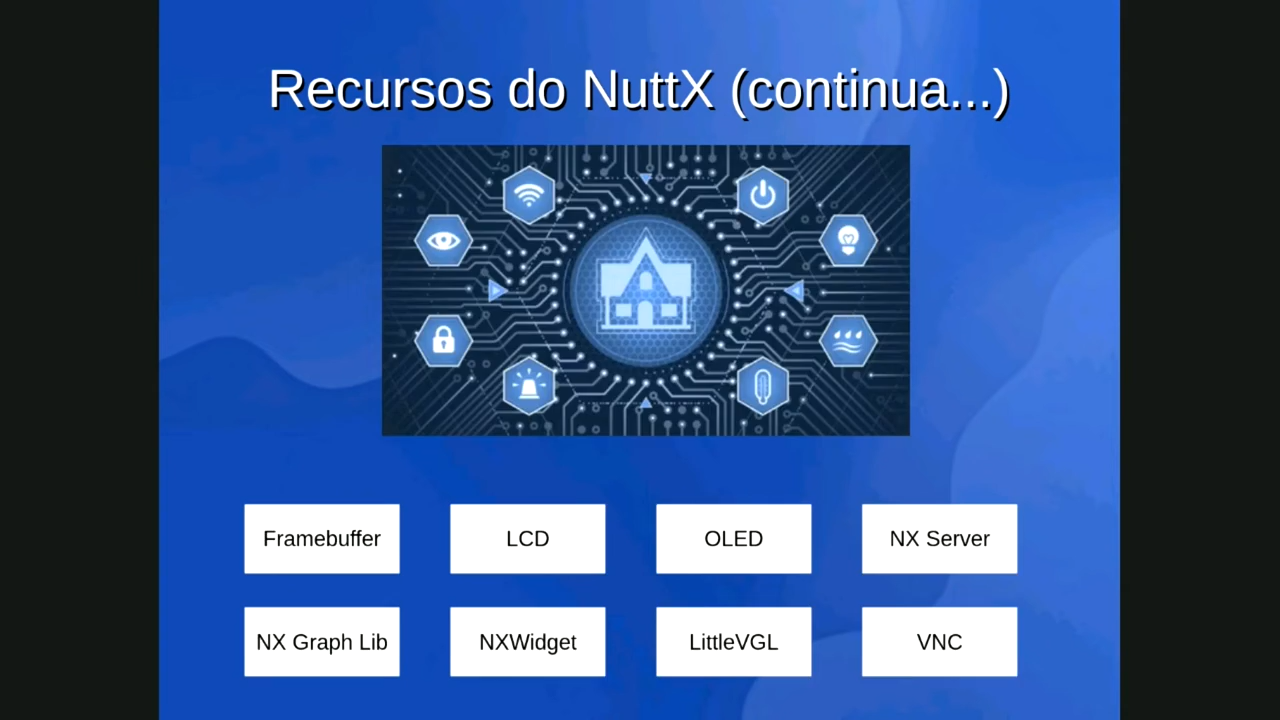 Recursos do NuttX (continua...)
Framebuffer
LCD
OLED
NX Server
NX Graph Lib
NXWidget
LittleVGL
VNC